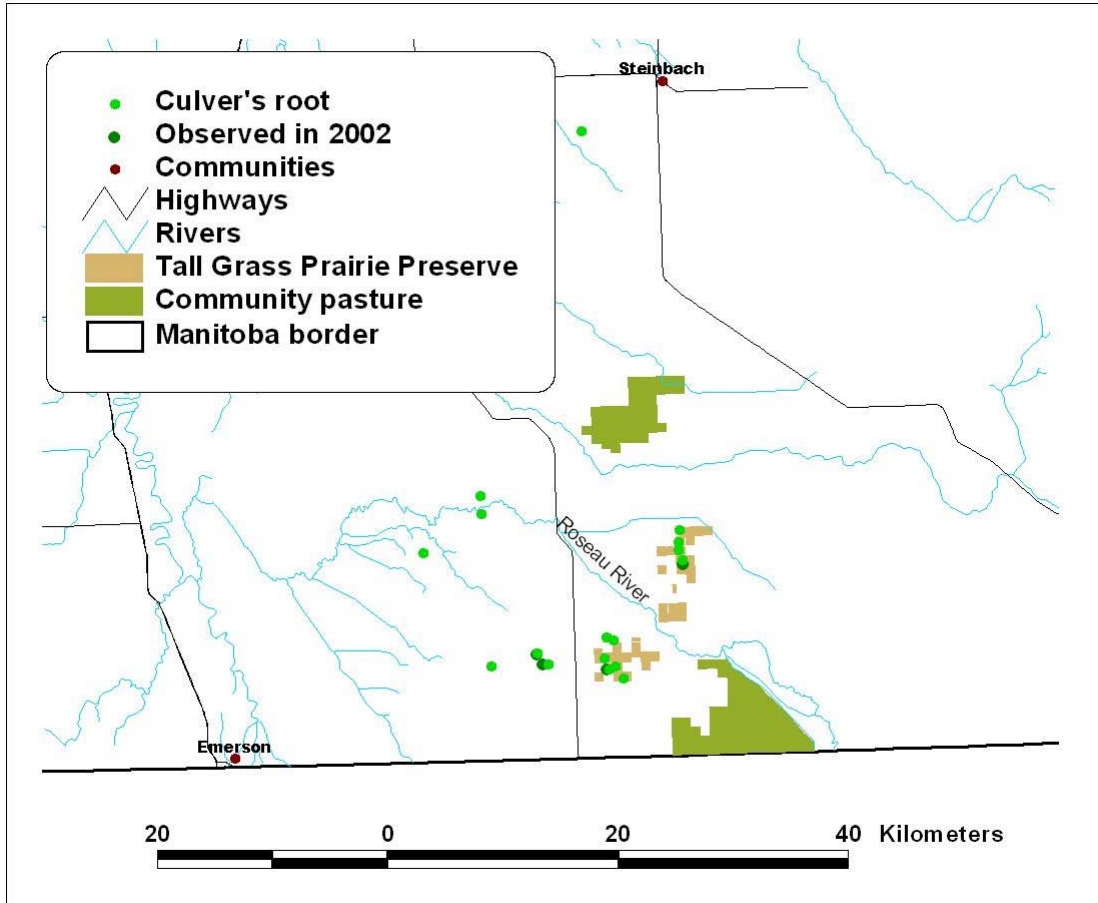 Steinbach
Culver's root
Observed in 2002
Communities
Highways
Rivers
Tall Grass Prairie Preserve
Community pasture
Manitoba border
Roseau River
Emerson
20 0 20 40 Kilometers